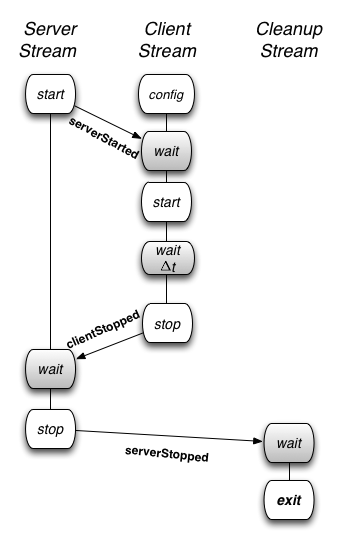 Server
Stream
Client
Stream
Cleanup
Stream
start
config
serverStarted
wait
start
wait
Δt
clientStopped
stop
wait
stop
serverStopped
wait
exit